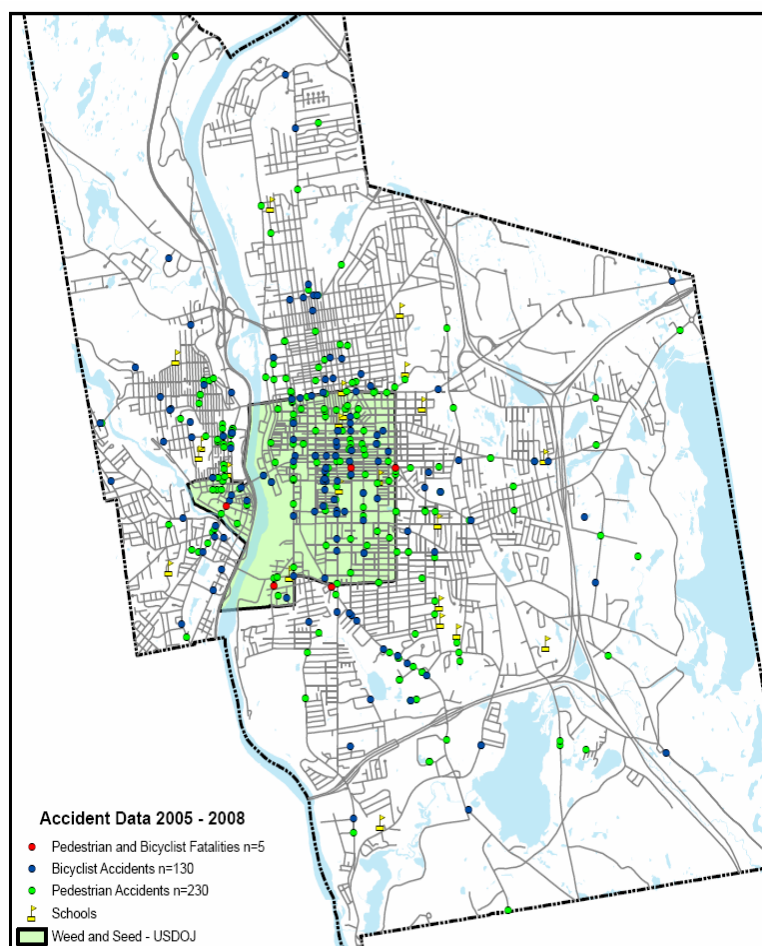 Accident Data 2005 - 2008
Pedestrian and Bicyclist Fatalities n=5
Bicyclist Accidents n=130
Pedestrian Accidents n=230
Schools
Weed and Seed - USDOJ